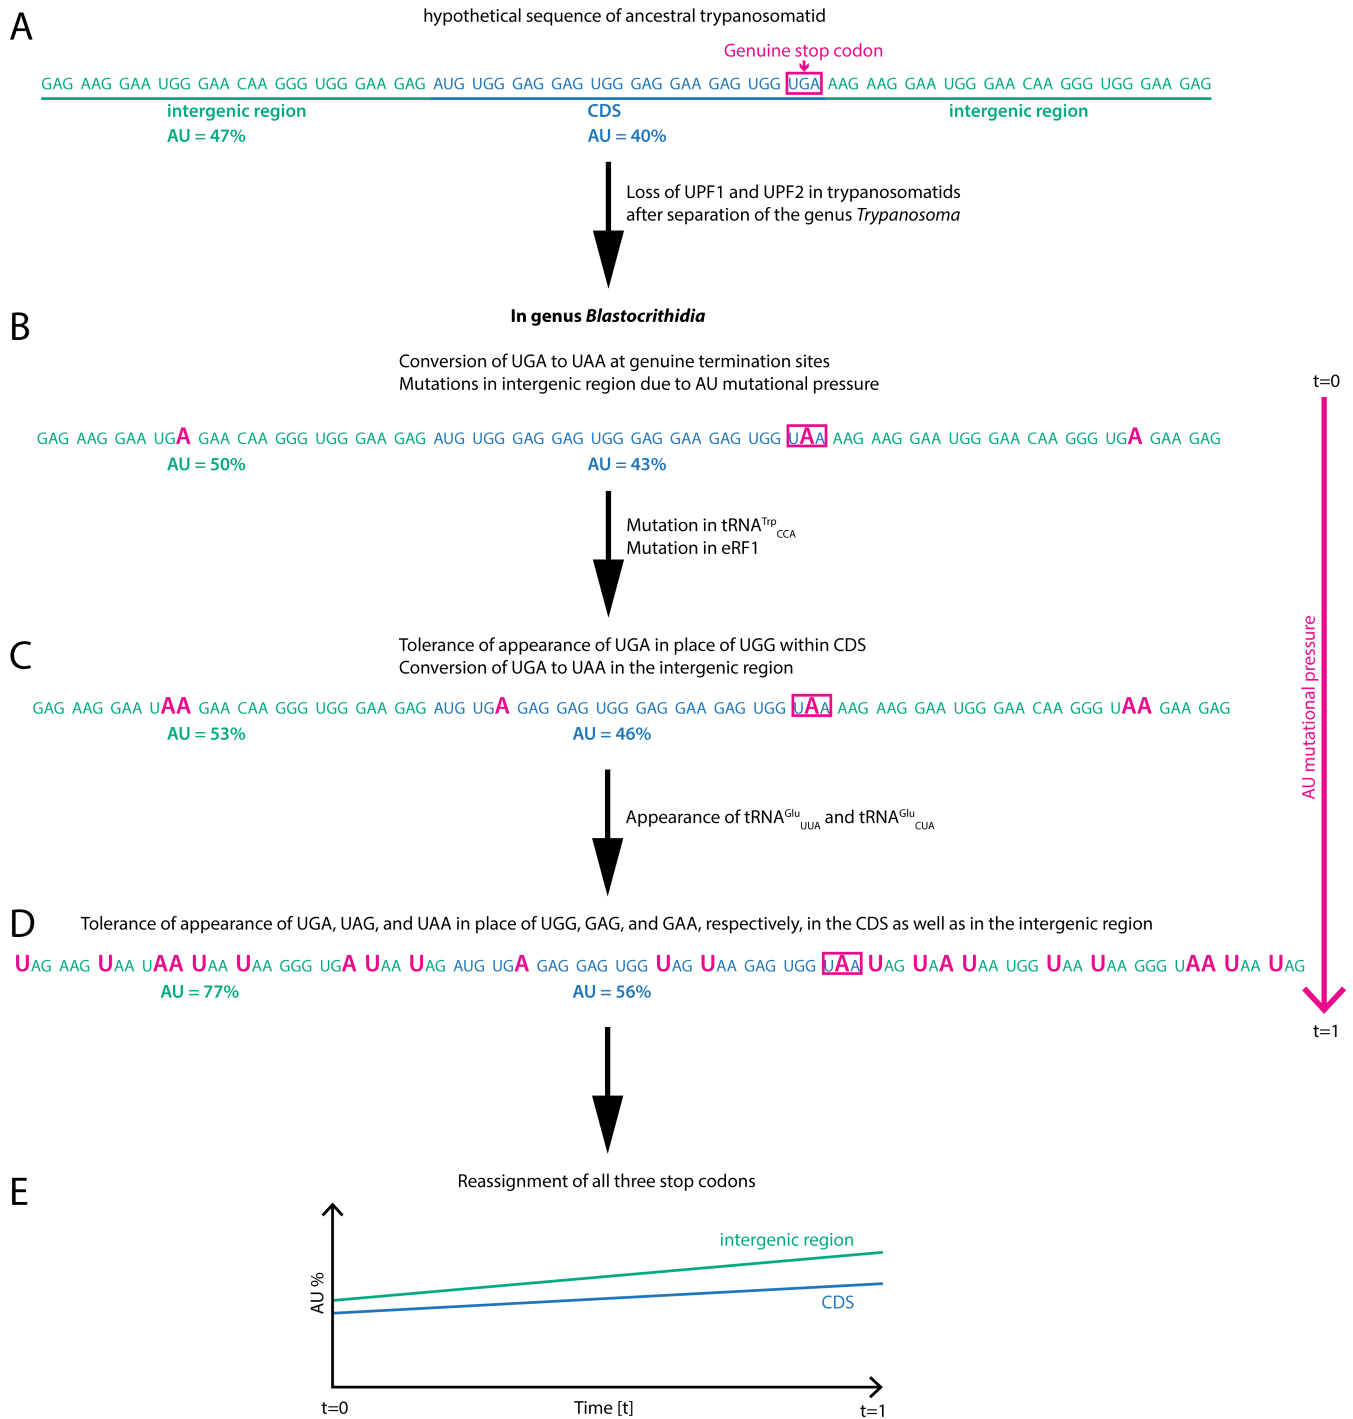 A
hypothetical sequence of ancestral trypanosomatid
Genuine stop codon
GAG AAG GAA UGG GAA CAA GGG UGG GAA GAG AUG UGG GAG GAG UGG GAG GAA GAG UGG UGA AAG AAG GAA UGG GAA CAA GGG UGG GAA GAG
intergenic region CDS intergenic region
AU = 47% AU = 40%
Loss of UPF1 and UPF2 in trypanosomatids
after separation of the genus Trypanosoma
B
In genus Blastocrithidia
Conversion of UGA to UAA at genuine termination sites
Mutations in intergenic region due to AU mutational pressure
t=0
GAG AAG GAA UGA GAA CAA GGG UGG GAA GAG AUG UGG GAG GAG UGG GAG GAA GAG UGG UAA AAG AAG GAA UGG GAA CAA GGG UGA GAA GAG
AU = 50% AU = 43%
Mutation in tRNATrpCCA
Mutation in eRF1
C
Tolerance of appearance of UGA in place of UGG within CDS
Conversion of UGA to UAA in the intergenic region
GAG AAG GAA UAA GAA CAA GGG UGG GAA GAG AUG UGA GAG GAG UGG GAG GAA GAG UGG UAA AAG AAG GAA UGG GAA CAA GGG UAA GAA GAG
AU = 53% AU = 46%
AU mutational pressure
Appearance of tRNAGluUUA and tRNAGluCUA
D
Tolerance of appearance of UGA, UAG, and UAA in place of UGG, GAG, and GAA, respectively, in the CDS as well as in the intergenic region
UAG AAG UAA UAA UAA UAA GGG UGA UAA UAG AUG UGA GAG GAG UGG UAG UAA GAG UGG UAA UAG UAA UAA UGG UAA UAA GGG UAA UAA UAG
AU = 77% AU = 56%
t=1
E
Reassignment of all three stop codons
intergenic region
CDS
AU %
t=0 Time [t] t=1